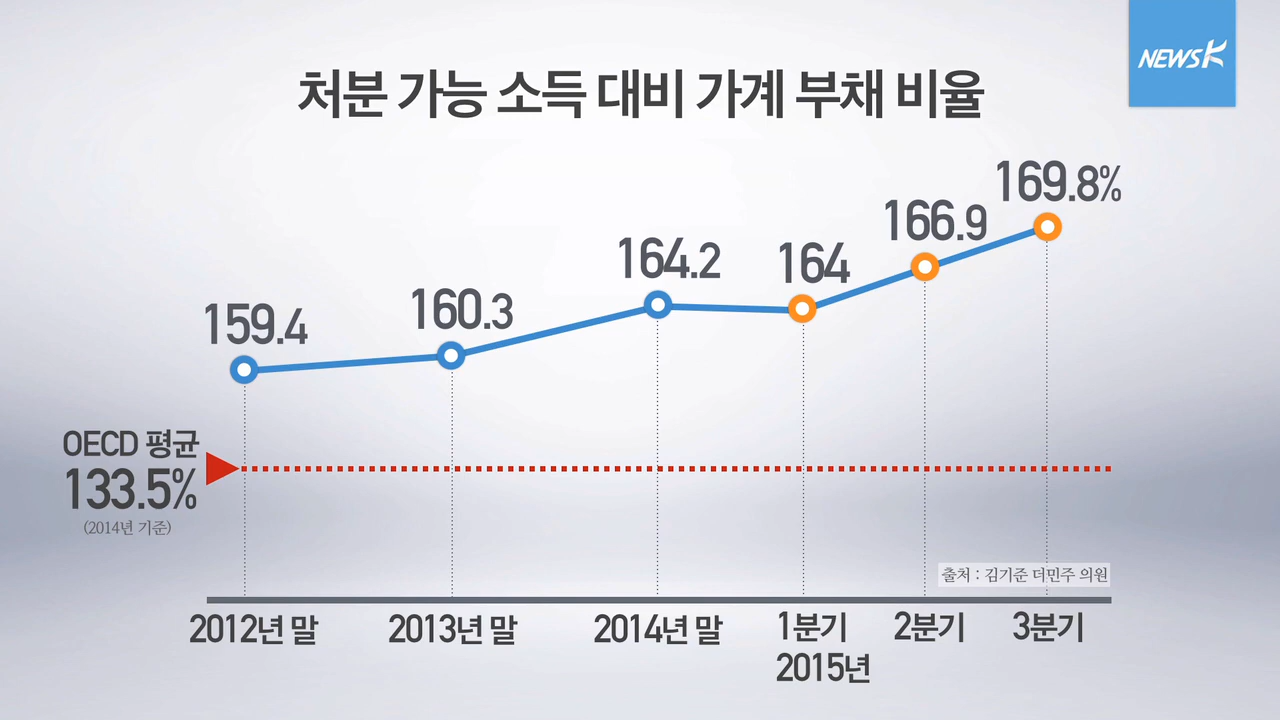 NEWSK
처분 가능 소득 대비 가계 부채 비율
169.8%
166.9
164.2
164
160.3
159.4
OECD 평균
133.5%
(2014년 기준)
출처 : 김기준 더민주 의원
2012년 말 2013년 말 2014년 말 1분기 2분기 3분기
2015년